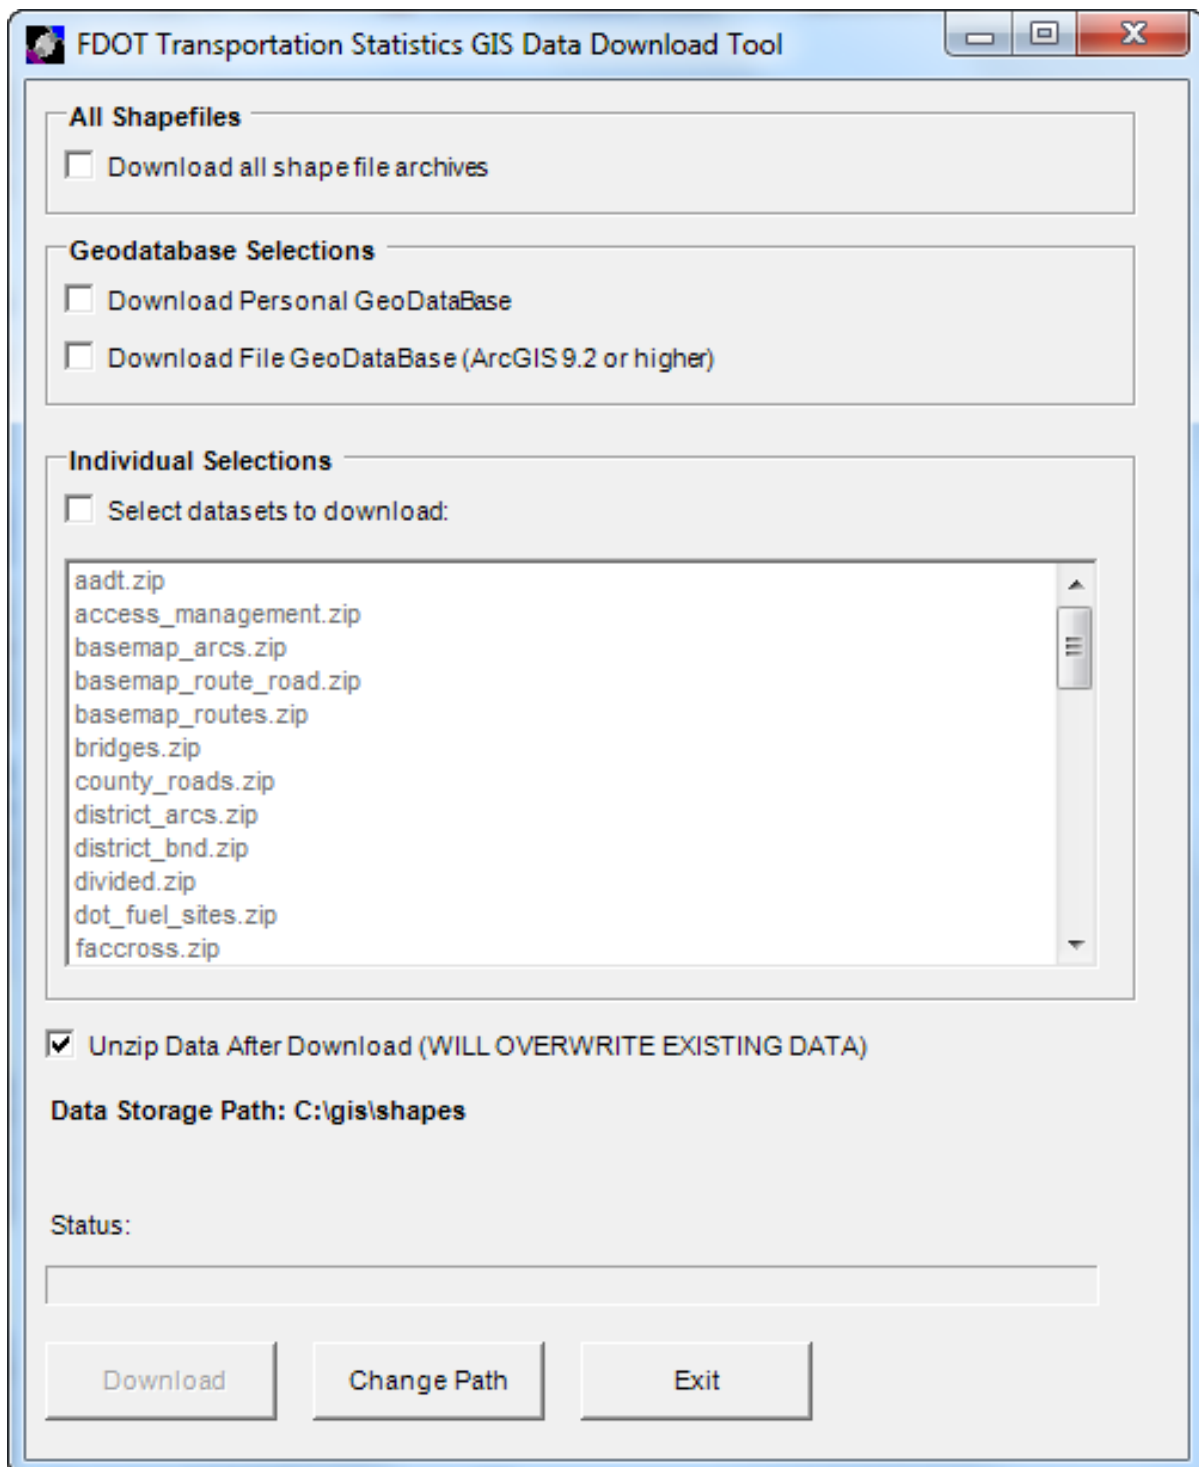 FDOT Transportation Statistics GIS Data Download Tool
All Shapefiles
Download all shape file archives
Geodatabase Selections
Download Personal GeoDataBase
Download File GeoDataBase (ArcGIS 9.2 or higher)
Individual Selections
Select datasets to download:
aadt.zip
access_management.zip
basemap_arcs.zip
basemap_route_road.zip
basemap_routes.zip
bridges.zip
county_roads.zip
district_arcs.zip
district_bnd.zip
divided.zip
dot_fuel_sites.zip
faccross.zip
Unzip Data After Download (WILL OVERWRITE EXISTING DATA)
Data Storage Path: C:\gis\shapes
Status:
Download Change Path Exit